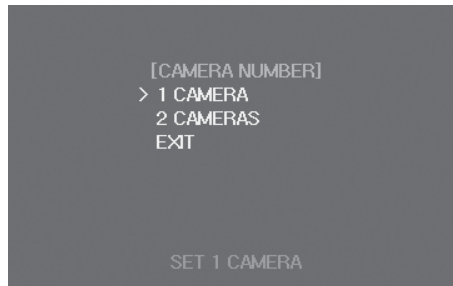 [CAMERA NUMBER]
> 1 CAMERA
2 CAMERAS
EXIT
SET 1 CAMERA